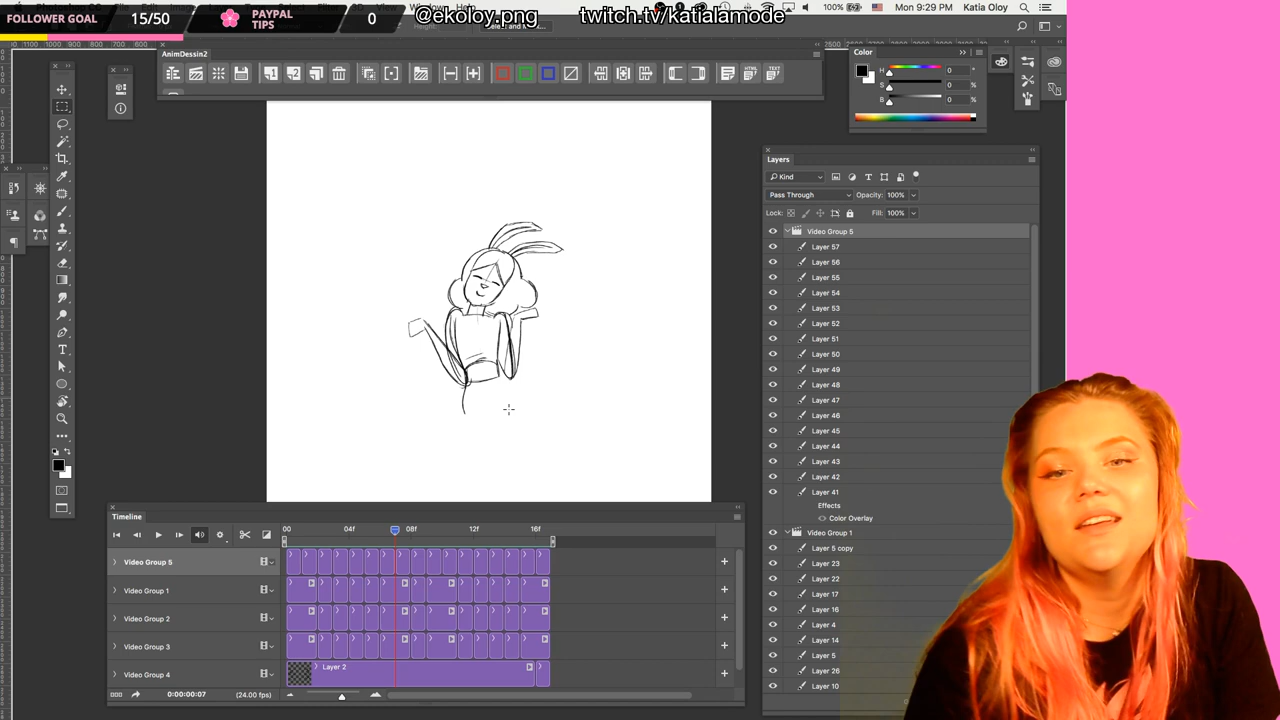 FOLLOWER GOAL
15/50
PAYPAL
TIPS
0
@ekoloy.png
twitch.tv/katialamode
100%
Mon 9:29 PM
Katia Oloy
AnimDessin2
Color
H
0
°
S
0
%
B
0
%
Layers
Kind
Pass Through
Opacity: 100%
Lock:
Fill: 100%
Video Group 5
Layer 57
Layer 56
Layer 55
Layer 54
Layer 53
Layer 52
Layer 51
Layer 50
Layer 49
Layer 48
Layer 47
Layer 46
Layer 45
Layer 44
Layer 43
Layer 42
Layer 41
Effects
Color Overlay
Video Group 1
Layer 5 copy
Layer 23
Layer 22
Layer 17
Layer 16
Layer 4
Layer 14
Layer 5
Layer 26
Layer 10
Timeline
00
04f
08f
12f
16f
Video Group 5
Video Group 1
Video Group 2
Video Group 3
Video Group 4
Layer 2
0:00:00:07
(24.00 fps)